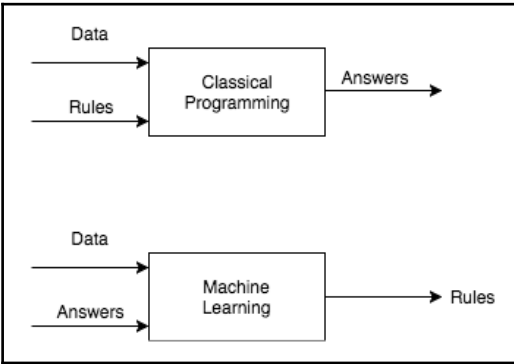 Data
Classical
Programming
Answers
Rules
Data
Machine
Learning
Rules
Answers